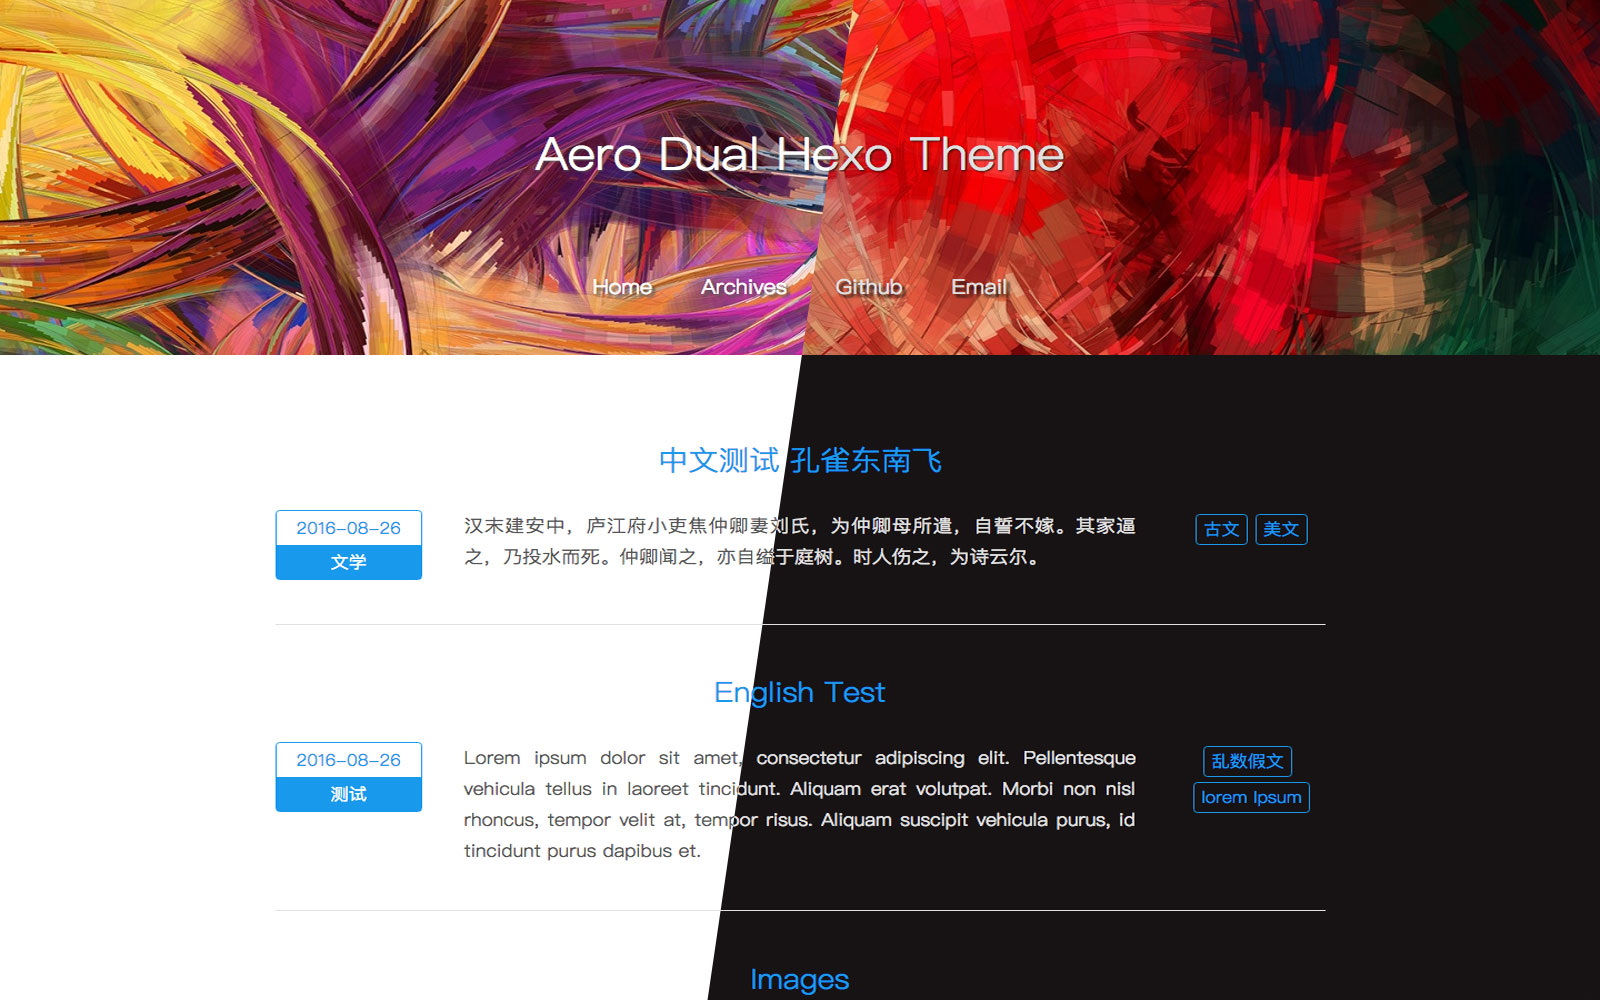 Aero Dual Hexo Theme
Home Archives Github Email
中文测试 孔雀东南飞
2016-08-26
文学
汉末建安中，庐江府小吏焦仲卿妻刘氏，为仲卿母所遣，自誓不嫁。其家逼
之，乃投水而死。仲卿闻之，亦自缢于庭树。时人伤之，为诗云尔。
古文 美文
English Test
2016-08-26
测试
Lorem ipsum dolor sit amet, consectetur adipiscing elit. Pellentesque
vehicula tellus in laoreet tincidunt. Aliquam erat volutpat. Morbi non nisl
rhoncus, tempor velit at, tempor risus. Aliquam suscipit vehicula purus, id
tincidunt purus dapibus et.
乱数假文
lorem Ipsum
Images